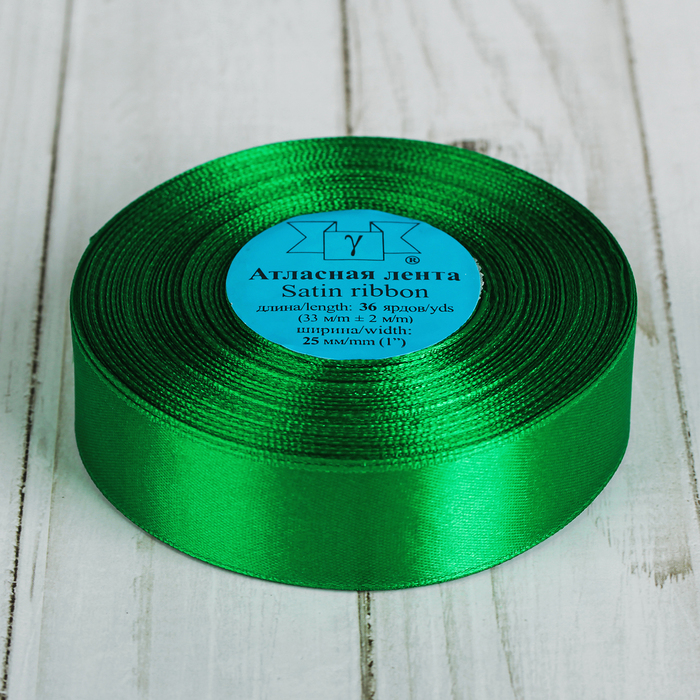 γ
®
Атласная лента
Satin ribbon
длина/length: 36 ярдов/yds
(33 м/m ± 2 м/m)
ширина/width:
25 мм/mm (1”)